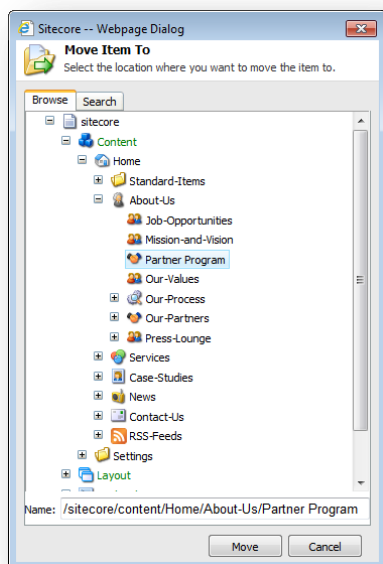 Sitecore -- Webpage Dialog
Move Item To
Select the location where you want to move the item to.
Browse Search
sitecore
Content
Home
Standard-Items
About-Us
Job-Opportunities
Mission-and-Vision
Partner Program
Our-Values
Our-Process
Our-Partners
Press-Lounge
Services
Case-Studies
News
Contact-Us
RSS-Feeds
Settings
Layout
Name: /sitecore/content/Home/About-Us/Partner Program
Move Cancel